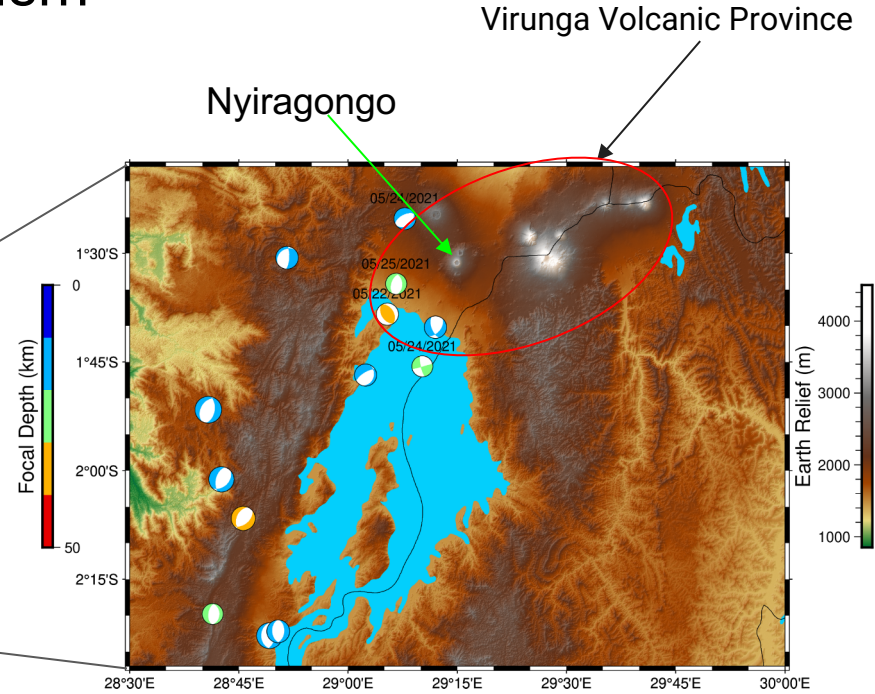 Virunga Volcanic Province
Nyiragongo
05/24/2021
1°30'S
05/25/2021
05/22/2021
05/24/2021
1°45'S
2°00'S
2°15'S
0
Focal Depth (km)
50
4000
3000
2000
1000
Earth Relief (m)
28°30'E 28°45'E 29°00'E 29°15'E 29°30'E 29°45'E 30°00'E